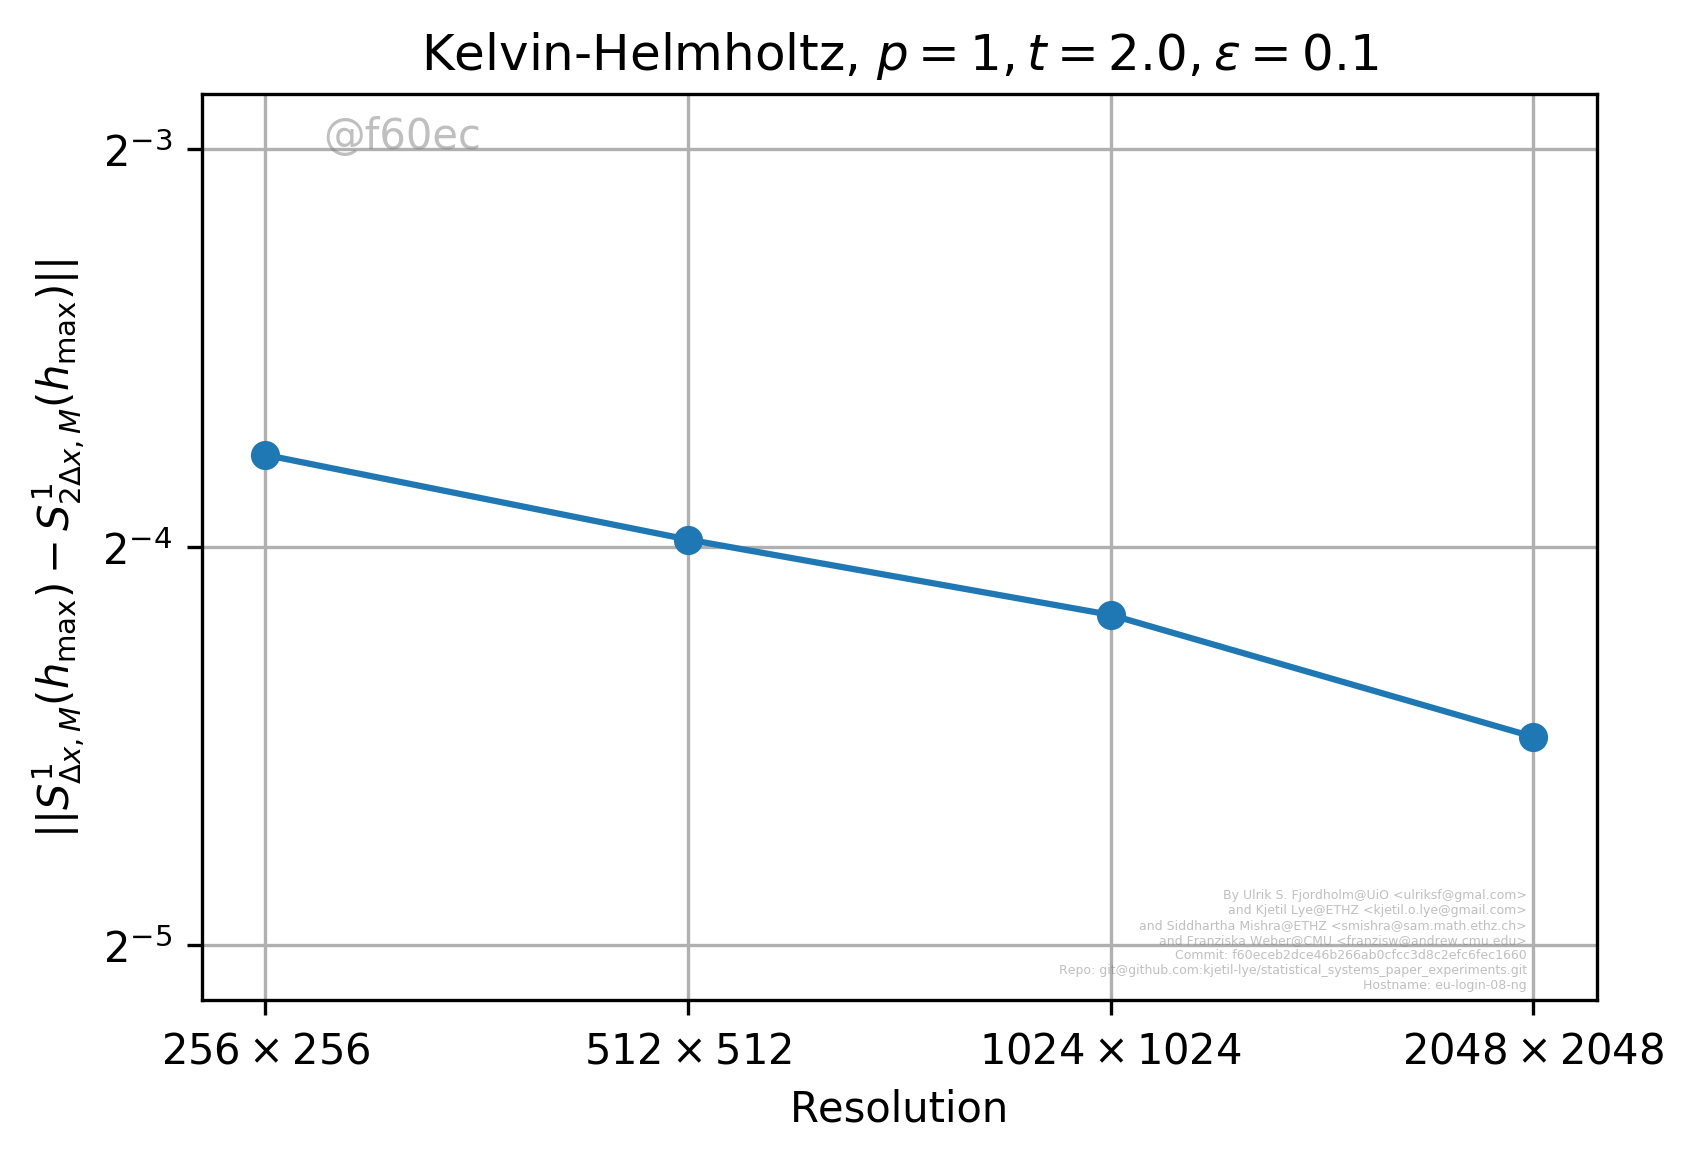 Kelvin-Helmholtz, p = 1, t = 2.0, ε = 0.1
@f60ec
2⁻³
2⁻⁴
2⁻⁵
||S¹_{Δx,M}(h_max) − S¹_{2Δx,M}(h_max)||
By Ulrik S. Fjordholm@UiO <ulriksf@gmal.com>
and Kjetil Lye@ETHZ <kjetil.o.lye@gmail.com>
and Siddhartha Mishra@ETHZ <smishra@sam.math.ethz.ch>
and Franziska Weber@CMU <franzisw@andrew.cmu.edu>
Commit: f60eceb2dce46b266ab0cfcc3d8c2efc6fec1660
Repo: git@github.com:kjetil-lye/statistical_systems_paper_experiments.git
Hostname: eu-login-08-ng
256 × 256 512 × 512 1024 × 1024 2048 × 2048
Resolution